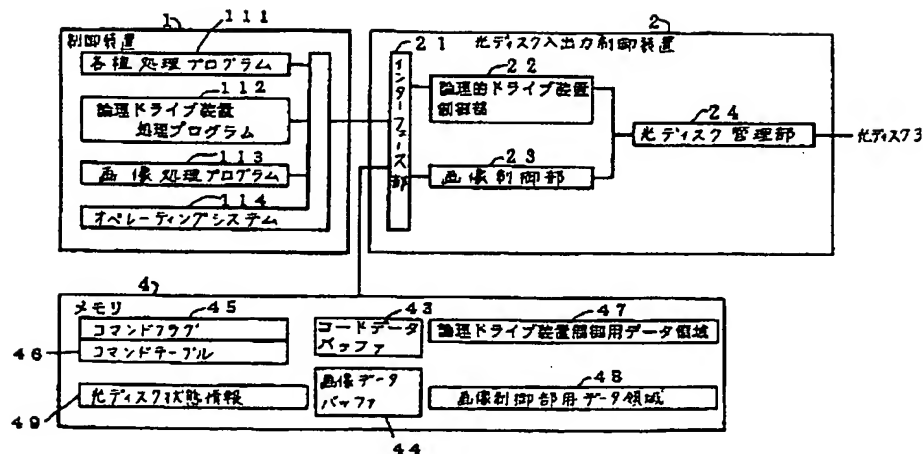 1
制御装置
111
各種処理プログラム
112
論理ドライブ装置
処理プログラム
113
画像処理プログラム
114
オペレーティングシステム
2
光ディスク入出力制御装置
21
インターフェース部
22
論理的ドライブ装置
制御部
23
画像制御部
24
光ディスク管理部
光ディスク3
4
メモリ
45
コマンドフラグ
46
コマンドテーブル
49
光ディスク状態情報
43
コードデータ
バッファ
画像データ
バッファ
44
47
論理ドライブ装置制御用データ領域
48
画像制御部用データ領域